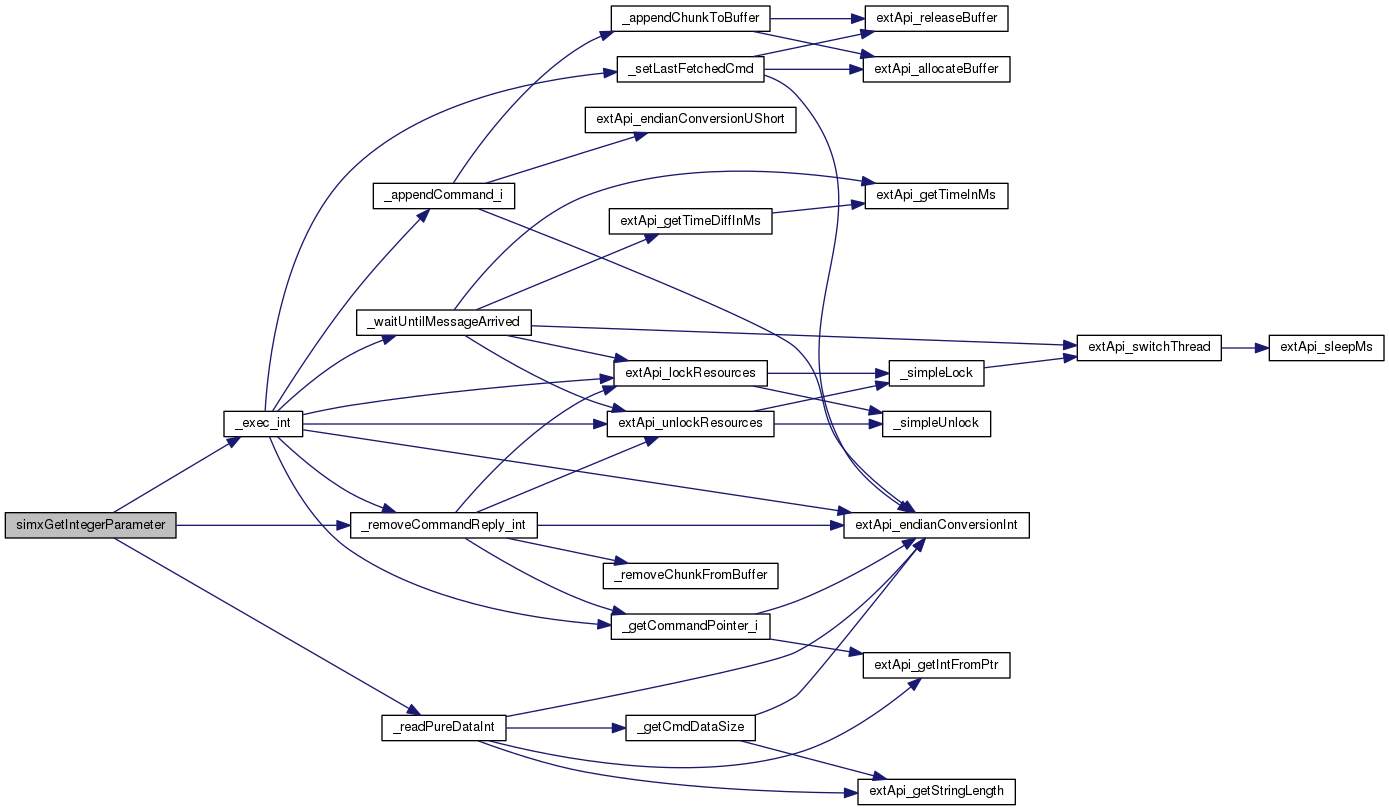 _appendChunkToBuffer
extApi_releaseBuffer
_setLastFetchedCmd
extApi_allocateBuffer
extApi_endianConversionUShort
_appendCommand_i
extApi_getTimeInMs
extApi_getTimeDiffInMs
_waitUntilMessageArrived
extApi_switchThread
extApi_sleepMs
extApi_lockResources
_simpleLock
_exec_int
extApi_unlockResources
_simpleUnlock
simxGetIntegerParameter
_removeCommandReply_int
extApi_endianConversionInt
_removeChunkFromBuffer
_getCommandPointer_i
extApi_getIntFromPtr
_readPureDataInt
_getCmdDataSize
extApi_getStringLength